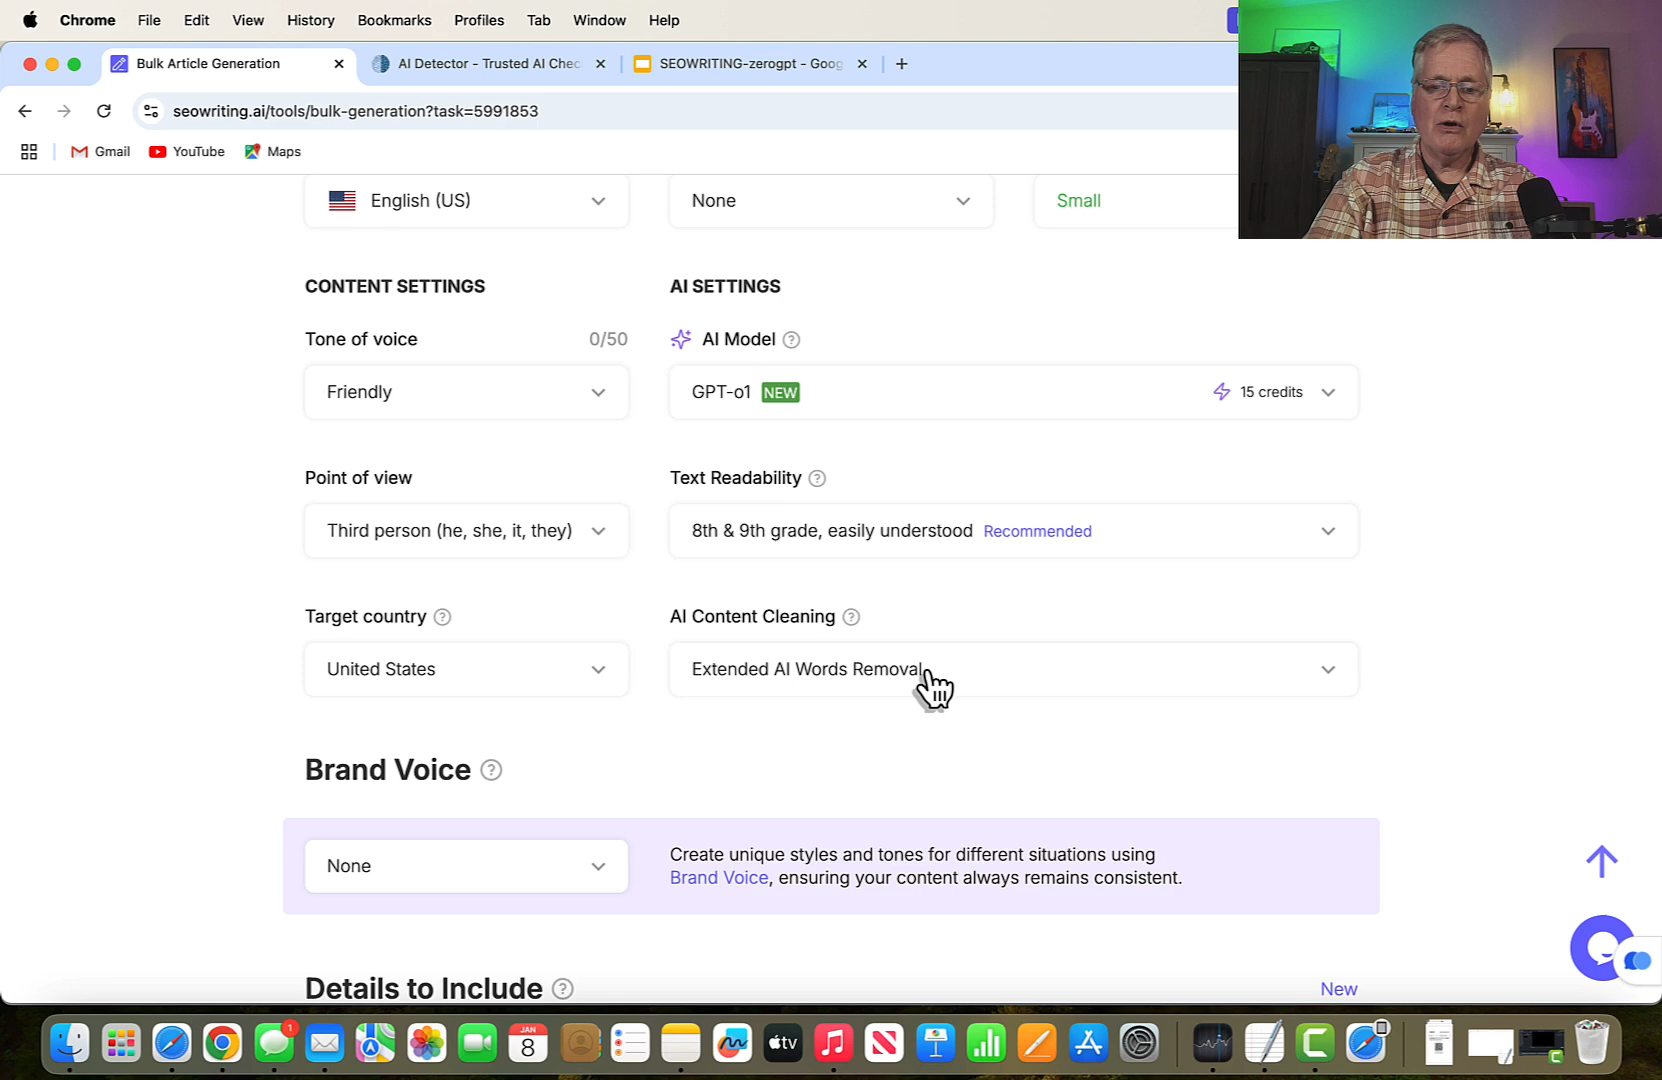 Chrome File Edit View History Bookmarks Profiles Tab Window Help
Bulk Article Generation
AI Detector - Trusted AI Chec
SEOWRITING-zerogpt - Goog
seowriting.ai/tools/bulk-generation?task=5991853
Gmail YouTube Maps
English (US) None Small
CONTENT SETTINGS AI SETTINGS
Tone of voice 0/50 AI Model
Friendly GPT-o1 NEW 15 credits
Point of view Text Readability
Third person (he, she, it, they) 8th & 9th grade, easily understood Recommended
Target country AI Content Cleaning
United States Extended AI Words Removal
Brand Voice
None
Create unique styles and tones for different situations using
Brand Voice, ensuring your content always remains consistent.
Details to Include New
1
JAN
8
tv